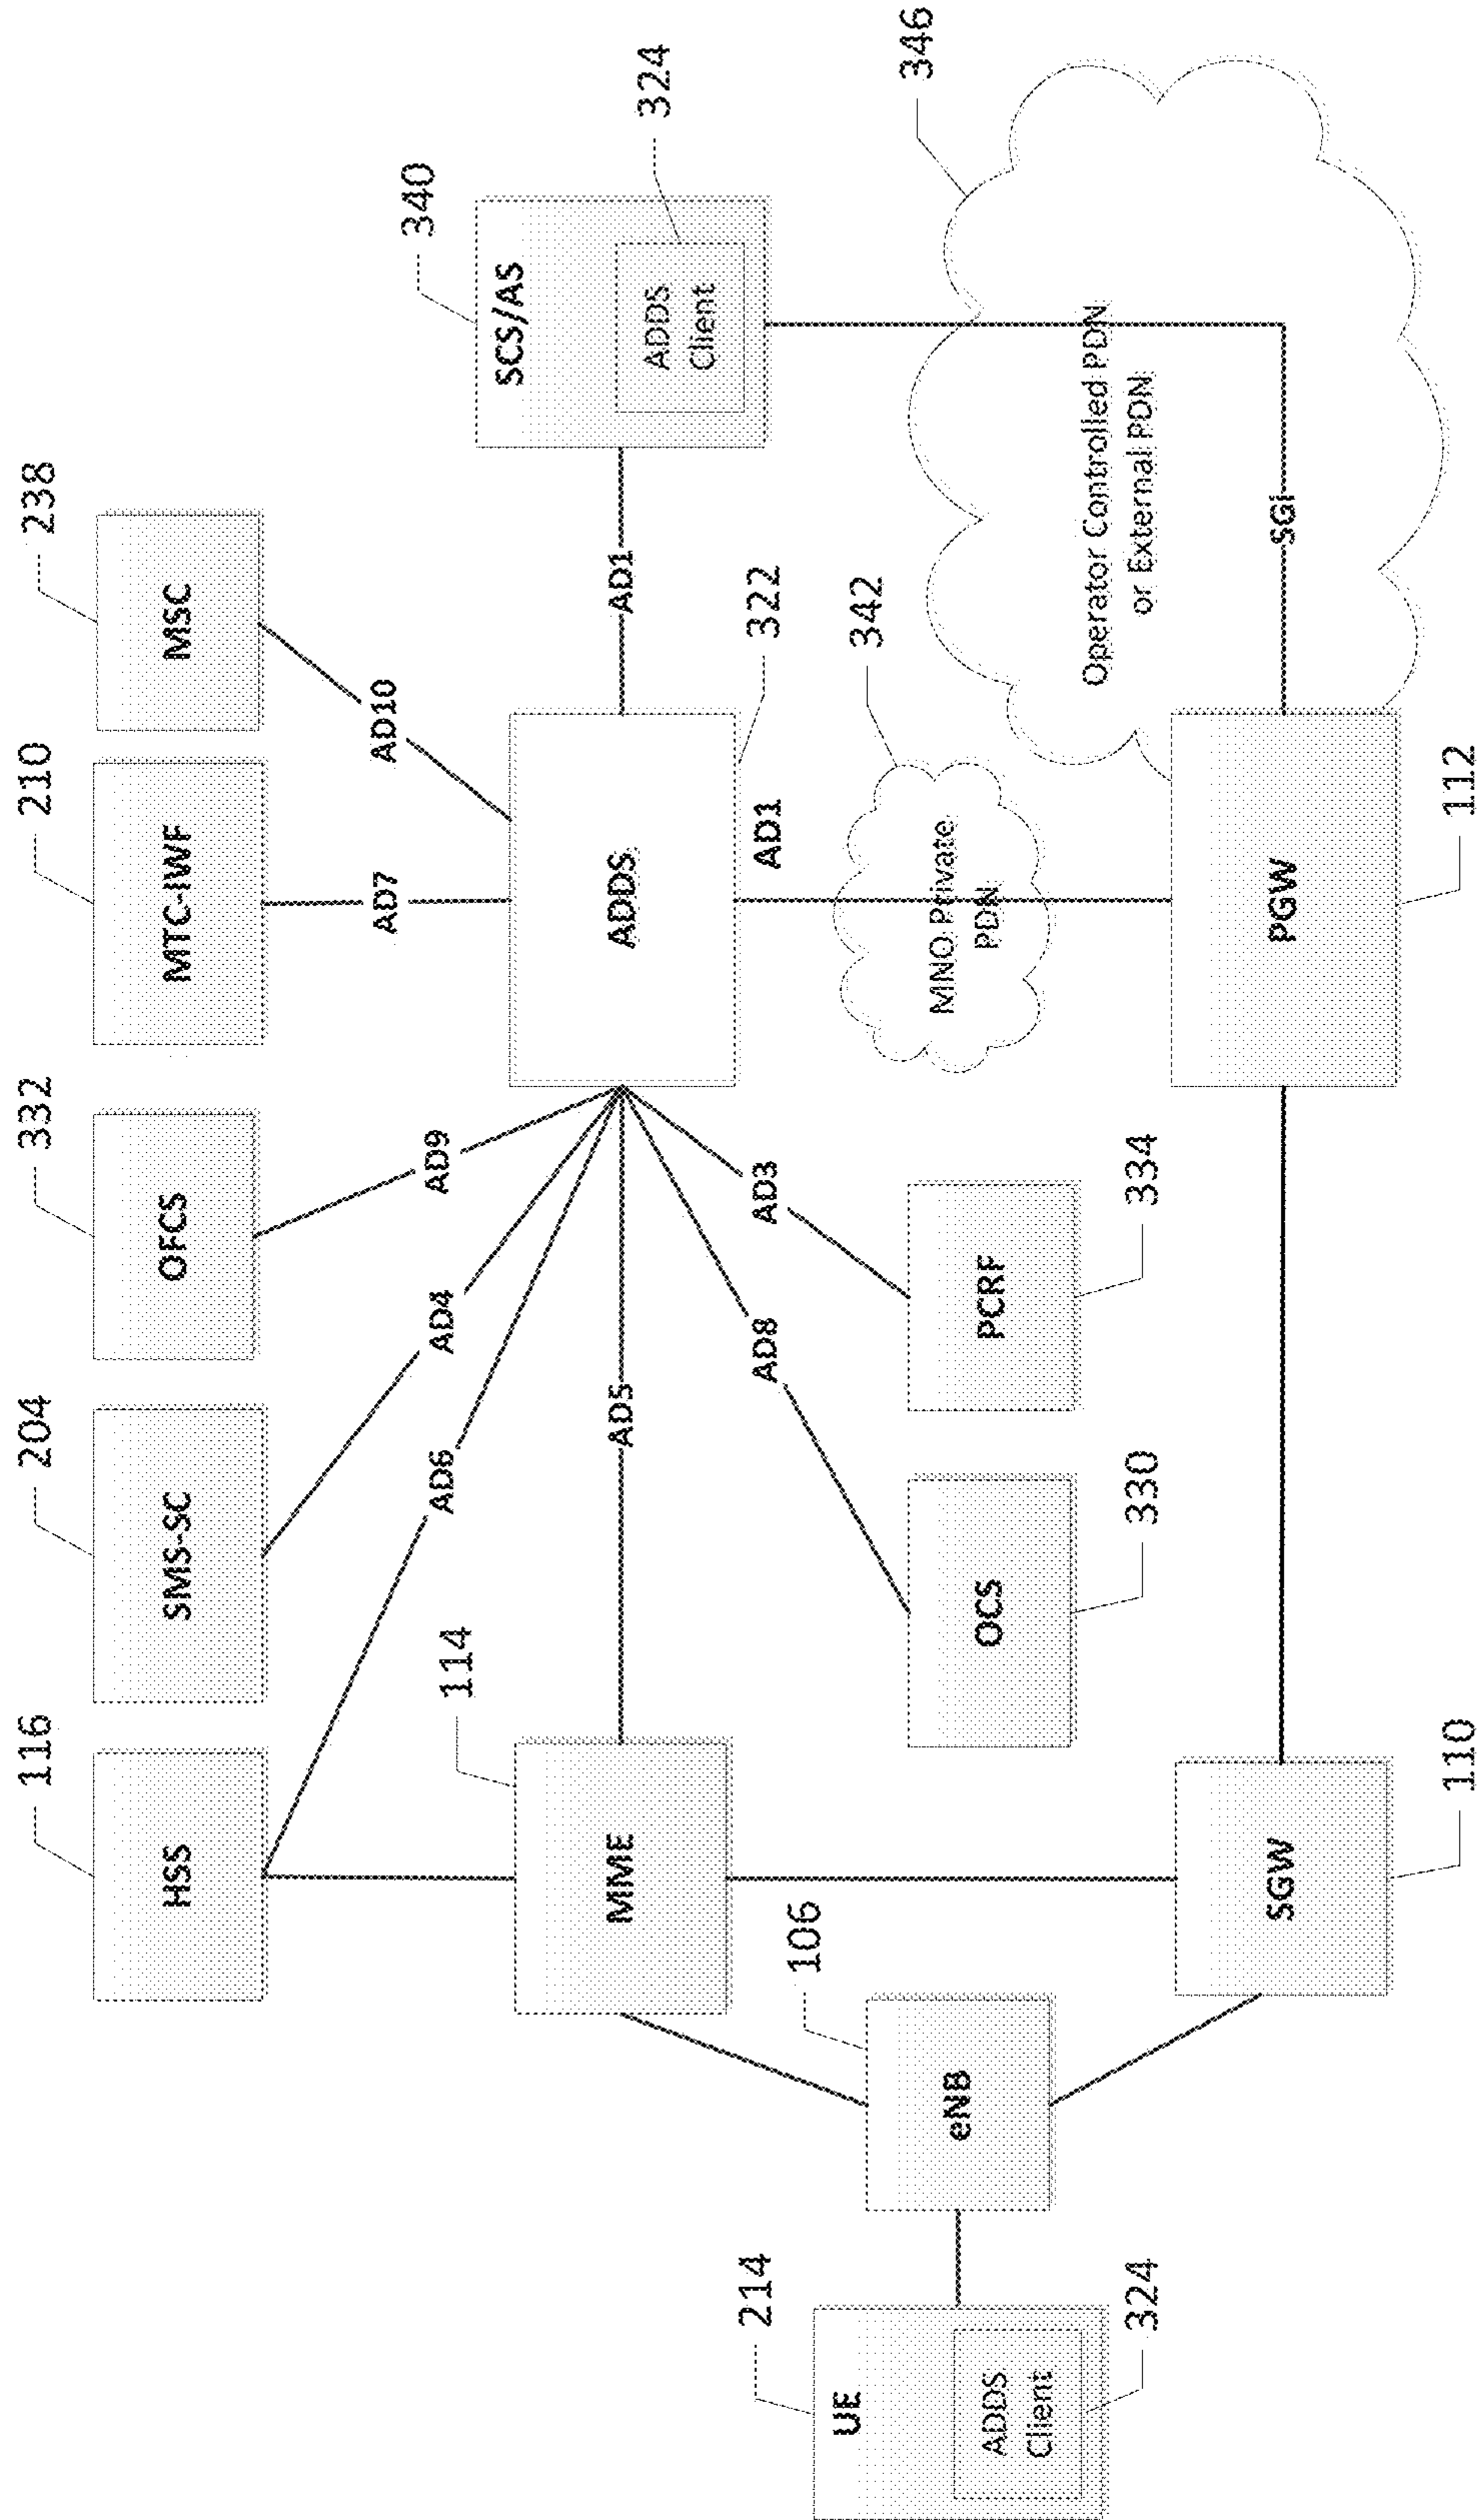 116
204
332
210
238
HSS
SMS-SC
OFCS
MTC-IWF
MSC
AD7
AD10
340
AD6
AD4
AD9
114
SCS/AS
MME
AD5
ADDS
AD1
ADDS
Client
324
214
106
AD8
AD3
AD1
322
UE
342
346
eNB
MNO Private
PDN
ADDS
Client
OCS
PCRF
Operator Controlled PDN
or External PDN
324
330
334
SGW
PGW
SGi
110
112